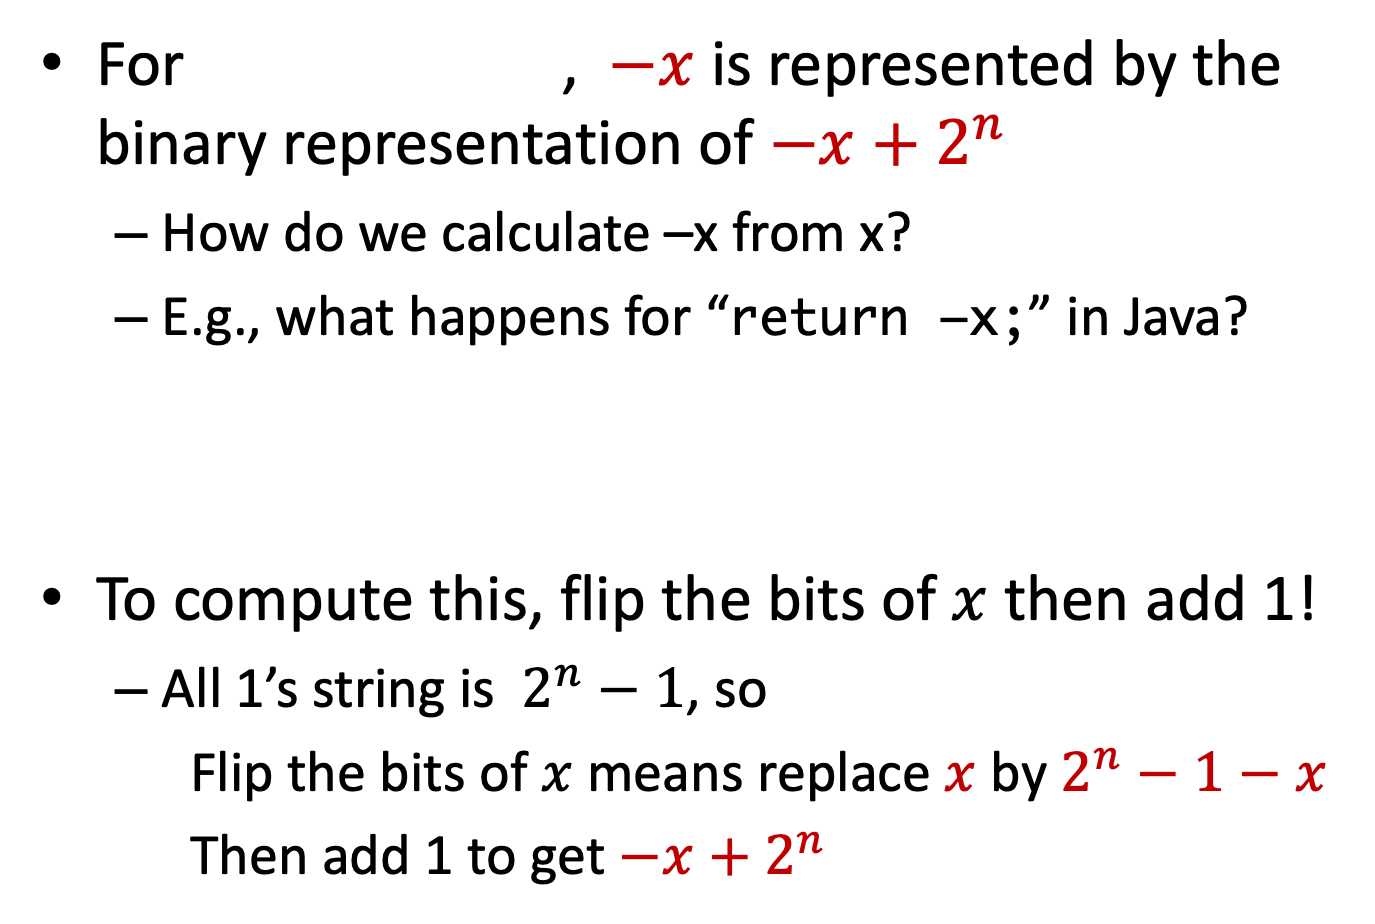 • For , −x is represented by the
binary representation of −x + 2ⁿ
– How do we calculate –x from x?
– E.g., what happens for “return –x;” in Java?
• To compute this, flip the bits of x then add 1!
– All 1’s string is 2ⁿ − 1, so
Flip the bits of x means replace x by 2ⁿ − 1 − x
Then add 1 to get −x + 2ⁿ